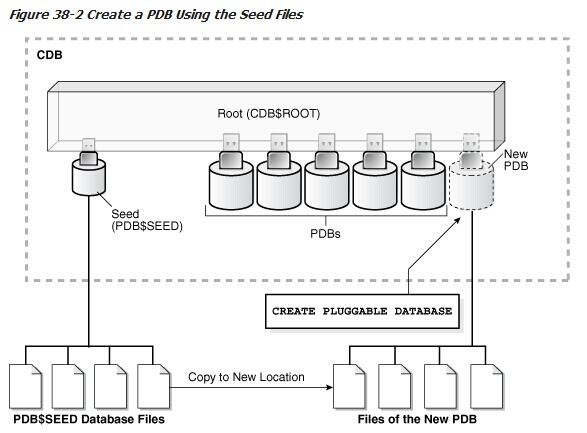 Figure 38-2 Create a PDB Using the Seed Files
CDB
Root (CDB$ROOT)
New
PDB
Seed
(PDB$SEED)
PDBs
CREATE PLUGGABLE DATABASE
Copy to New Location
PDB$SEED Database Files
Files of the New PDB